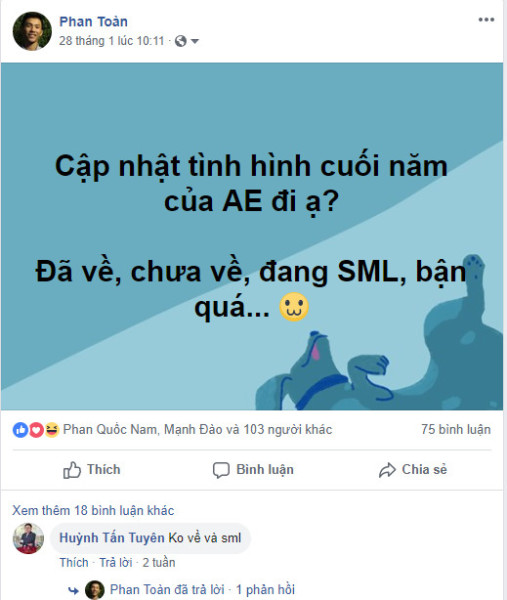 Phan Toàn
28 tháng 1 lúc 10:11 ·
Cập nhật tình hình cuối năm
của AE đi ạ?
Đã về, chưa về, đang SML, bận
quá...
Phan Quốc Nam, Mạnh Đào và 103 người khác 75 bình luận
Thích Bình luận Chia sẻ
Xem thêm 18 bình luận khác
Huỳnh Tấn Tuyên Ko về và sml
Thích · Trả lời · 2 tuần
Phan Toàn đã trả lời · 1 phản hồi